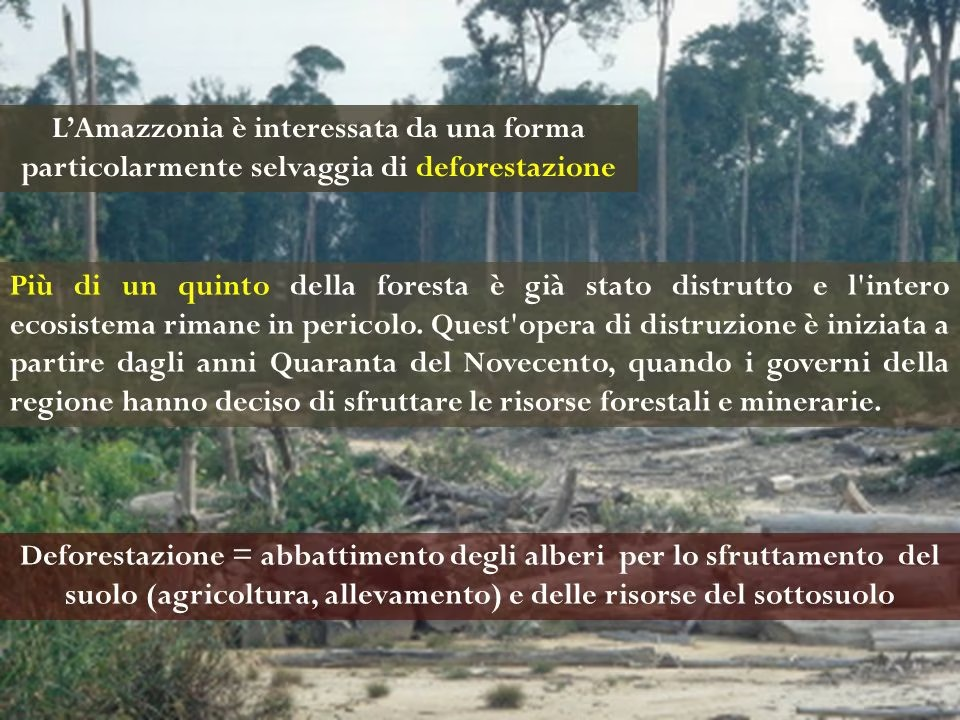 L’Amazzonia è interessata da una forma
particolarmente selvaggia di deforestazione
Più di un quinto della foresta è già stato distrutto e l'intero
ecosistema rimane in pericolo. Quest'opera di distruzione è iniziata a
partire dagli anni Quaranta del Novecento, quando i governi della
regione hanno deciso di sfruttare le risorse forestali e minerarie.
Deforestazione = abbattimento degli alberi per lo sfruttamento del
suolo (agricoltura, allevamento) e delle risorse del sottosuolo